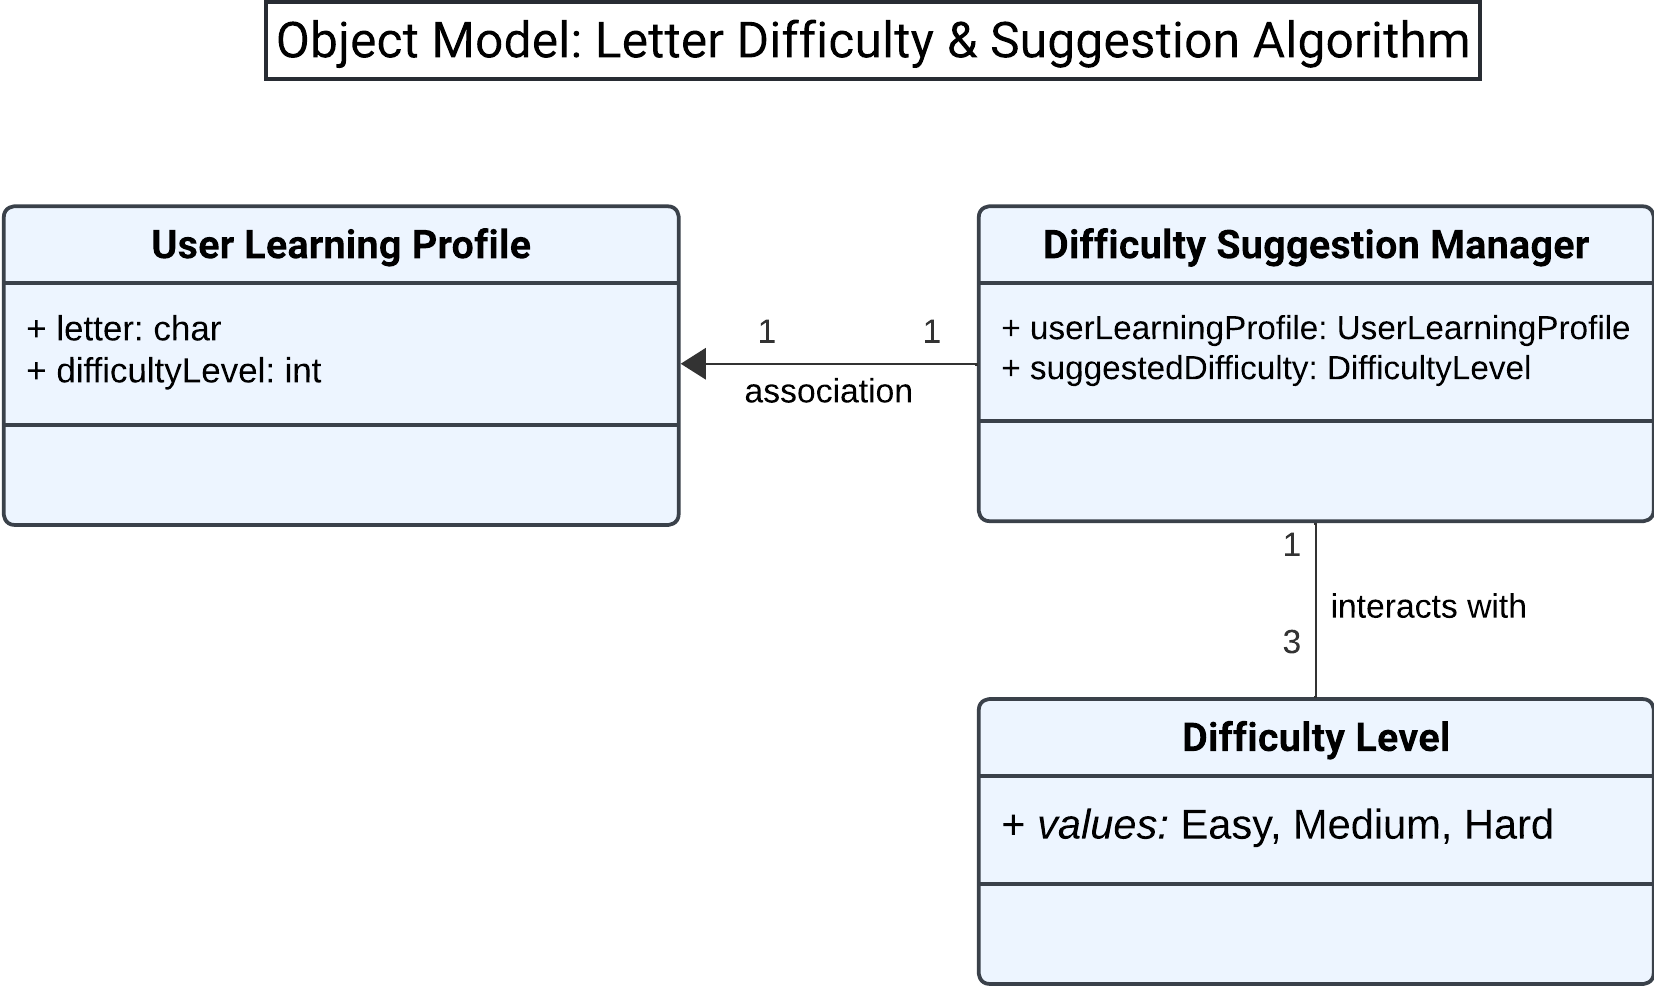 Object Model: Letter Difficulty & Suggestion Algorithm
User Learning Profile
+ letter: char
+ difficultyLevel: int
1
1
association
Difficulty Suggestion Manager
+ userLearningProfile: UserLearningProfile
+ suggestedDifficulty: DifficultyLevel
1
interacts with
3
Difficulty Level
+ values: Easy, Medium, Hard